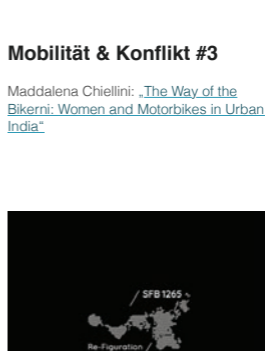 Mobilität & Konflikt #3
Maddalena Chiellini: „The Way of the
Bikerni: Women and Motorbikes in Urban
India“
SFB 1265
Re-Figuration